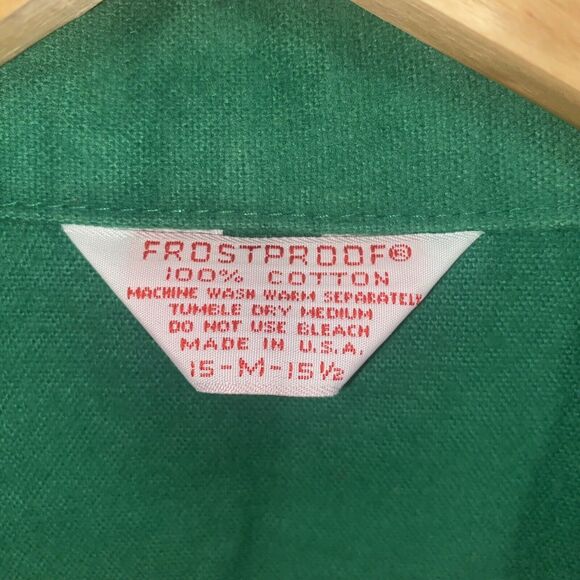 FROSTPROOF®
100% COTTON
MACHINE WASH WARM SEPARATELY
TUMBLE DRY MEDIUM
DO NOT USE BLEACH
MADE IN U.S.A.
15-M-15½